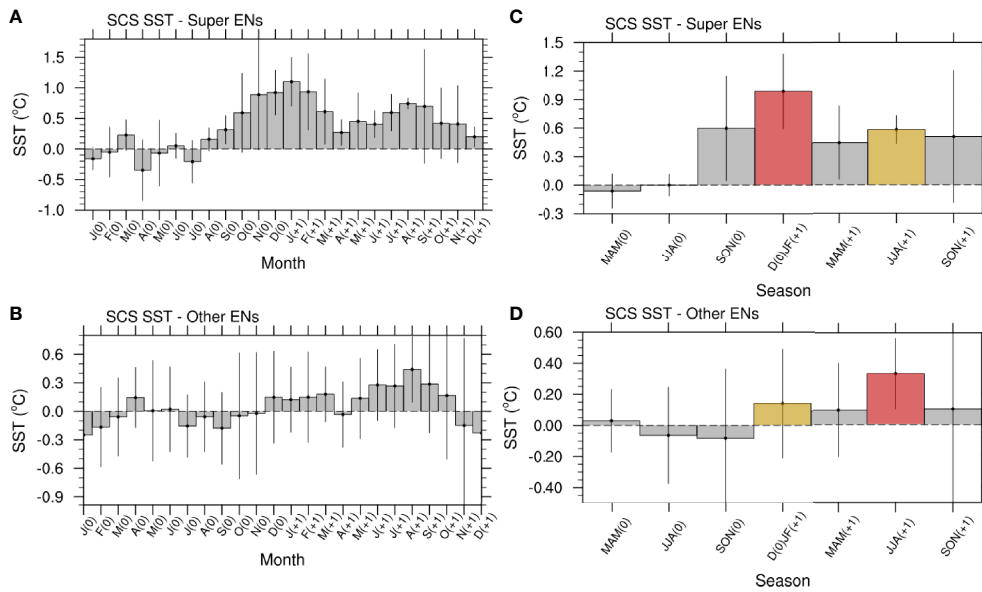 A
SCS SST - Super ENs
SST (°C)
1.5
1.0
0.5
0.0
-0.5
-1.0
J(0) F(0) M(0) A(0) M(0) J(0) J(0) A(0) S(0) O(0) N(0) D(0) J(+1) F(+1) M(+1) A(+1) M(+1) J(+1) J(+1) A(+1) S(+1) O(+1) N(+1) D(+1)
Month
C
SCS SST - Super ENs
SST (°C)
1.5
1.2
0.9
0.6
0.3
0.0
-0.3
MAM(0) JJA(0) SON(0) D(0)JF(+1) MAM(+1) JJA(+1) SON(+1)
Season
B
SCS SST - Other ENs
SST (°C)
0.6
0.3
0.0
-0.3
-0.6
-0.9
J(0) F(0) M(0) A(0) M(0) J(0) J(0) A(0) S(0) O(0) N(0) D(0) J(+1) F(+1) M(+1) A(+1) M(+1) J(+1) J(+1) A(+1) S(+1) O(+1) N(+1) D(+1)
Month
D
SCS SST - Other ENs
SST (°C)
0.60
0.40
0.20
0.00
-0.20
-0.40
MAM(0) JJA(0) SON(0) D(0)JF(+1) MAM(+1) JJA(+1) SON(+1)
Season